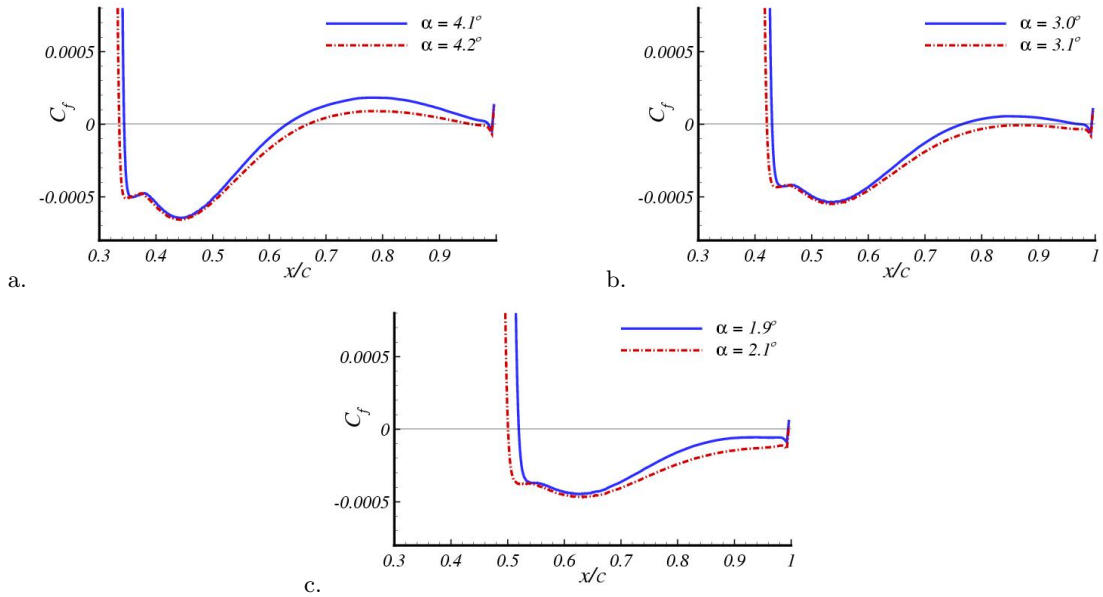 α = 4.1°
α = 4.2°
0.0005
0
-0.0005
C_f
0.3 0.4 0.5 0.6 0.7 0.8 0.9
x/c
a.
α = 3.0°
α = 3.1°
0.0005
0
-0.0005
C_f
0.3 0.4 0.5 0.6 0.7 0.8 0.9 1
x/c
b.
α = 1.9°
α = 2.1°
0.0005
0
-0.0005
C_f
0.3 0.4 0.5 0.6 0.7 0.8 0.9 1
x/c
c.